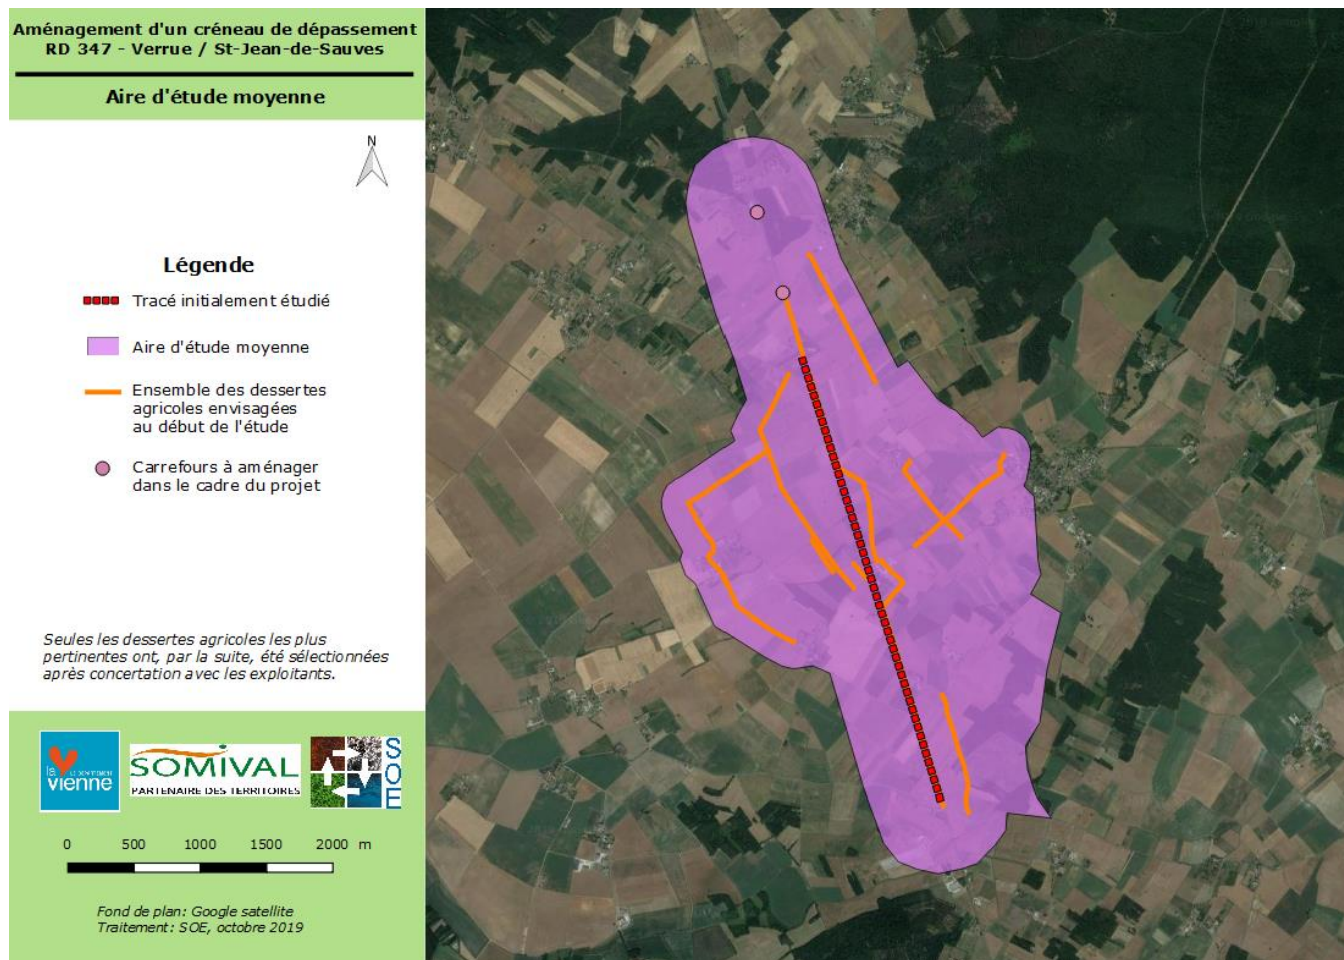 Aménagement d'un créneau de dépassement
RD 347 - Verrue / St-Jean-de-Sauves
Aire d'étude moyenne
N
Légende
Tracé initialement étudié
Aire d'étude moyenne
Ensemble des dessertes
agricoles envisagées
au début de l'étude
Carrefours à aménager
dans le cadre du projet
Seules les dessertes agricoles les plus
pertinentes ont, par la suite, été sélectionnées
après concertation avec les exploitants.
la
vienne
SOMIVAL
PARTENAIRE DES TERRITOIRES
SOE
0 500 1000 1500 2000 m
Fond de plan: Google satellite
Traitement: SOE, octobre 2019